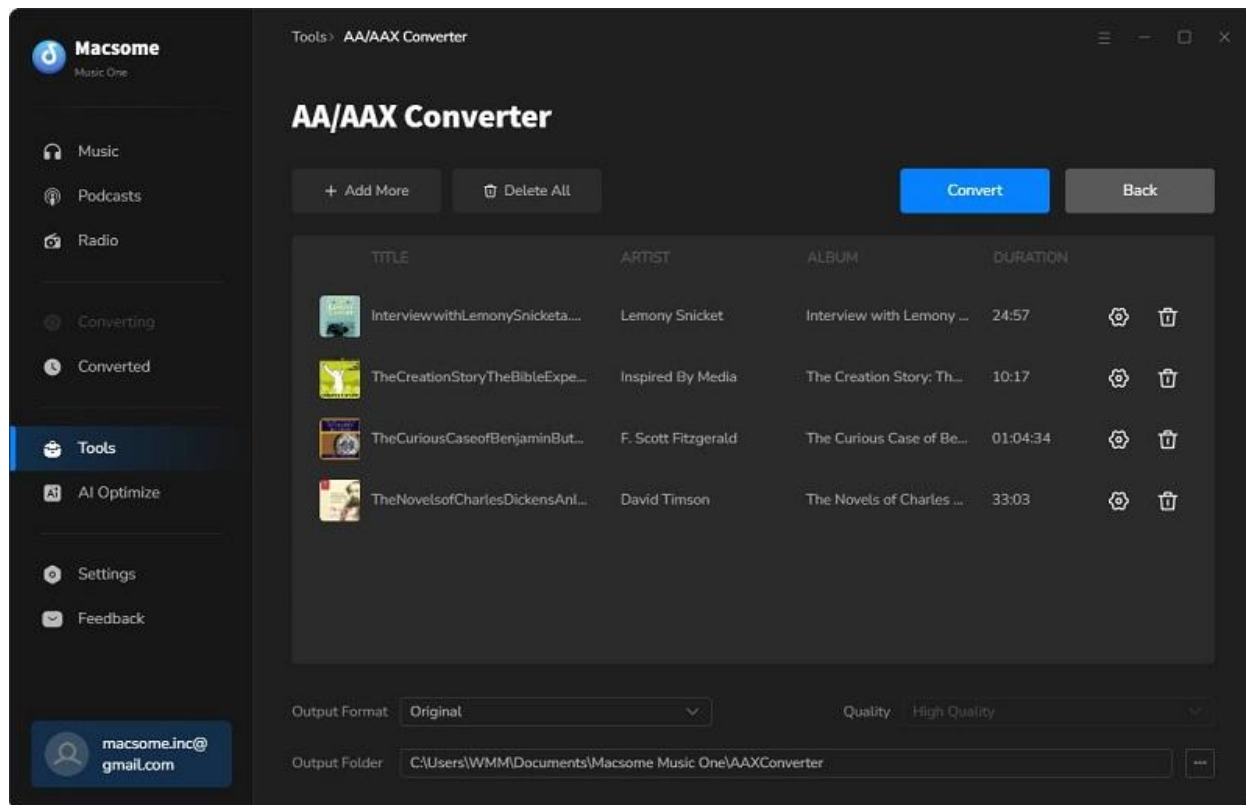 Macsome
Music One
Music
Podcasts
Radio
Converting
Converted
Tools
AI Optimize
Settings
Feedback
macsome.inc@
gmail.com
Tools› AA/AAX Converter
AA/AAX Converter
+ Add More Delete All Convert Back
TITLE ARTIST ALBUM DURATION
InterviewwithLemonySnicketa.... Lemony Snicket Interview with Lemony ... 24:57
TheCreationStoryTheBibleExpe... Inspired By Media The Creation Story: Th... 10:17
TheCuriousCaseofBenjaminBut... F. Scott Fitzgerald The Curious Case of Be... 01:04:34
TheNovelsofCharlesDickensAnI... David Timson The Novels of Charles ... 33:03
Output Format Original Quality High Quality
Output Folder C:\Users\WMM\Documents\Macsome Music One\AAXConverter ...